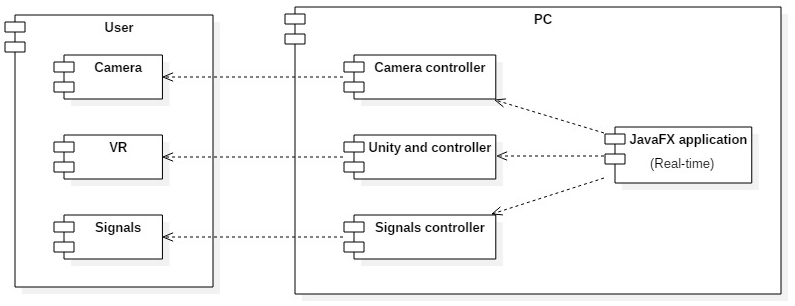 User
PC
Camera
Camera controller
VR
Unity and controller
JavaFX application
(Real-time)
Signals
Signals controller